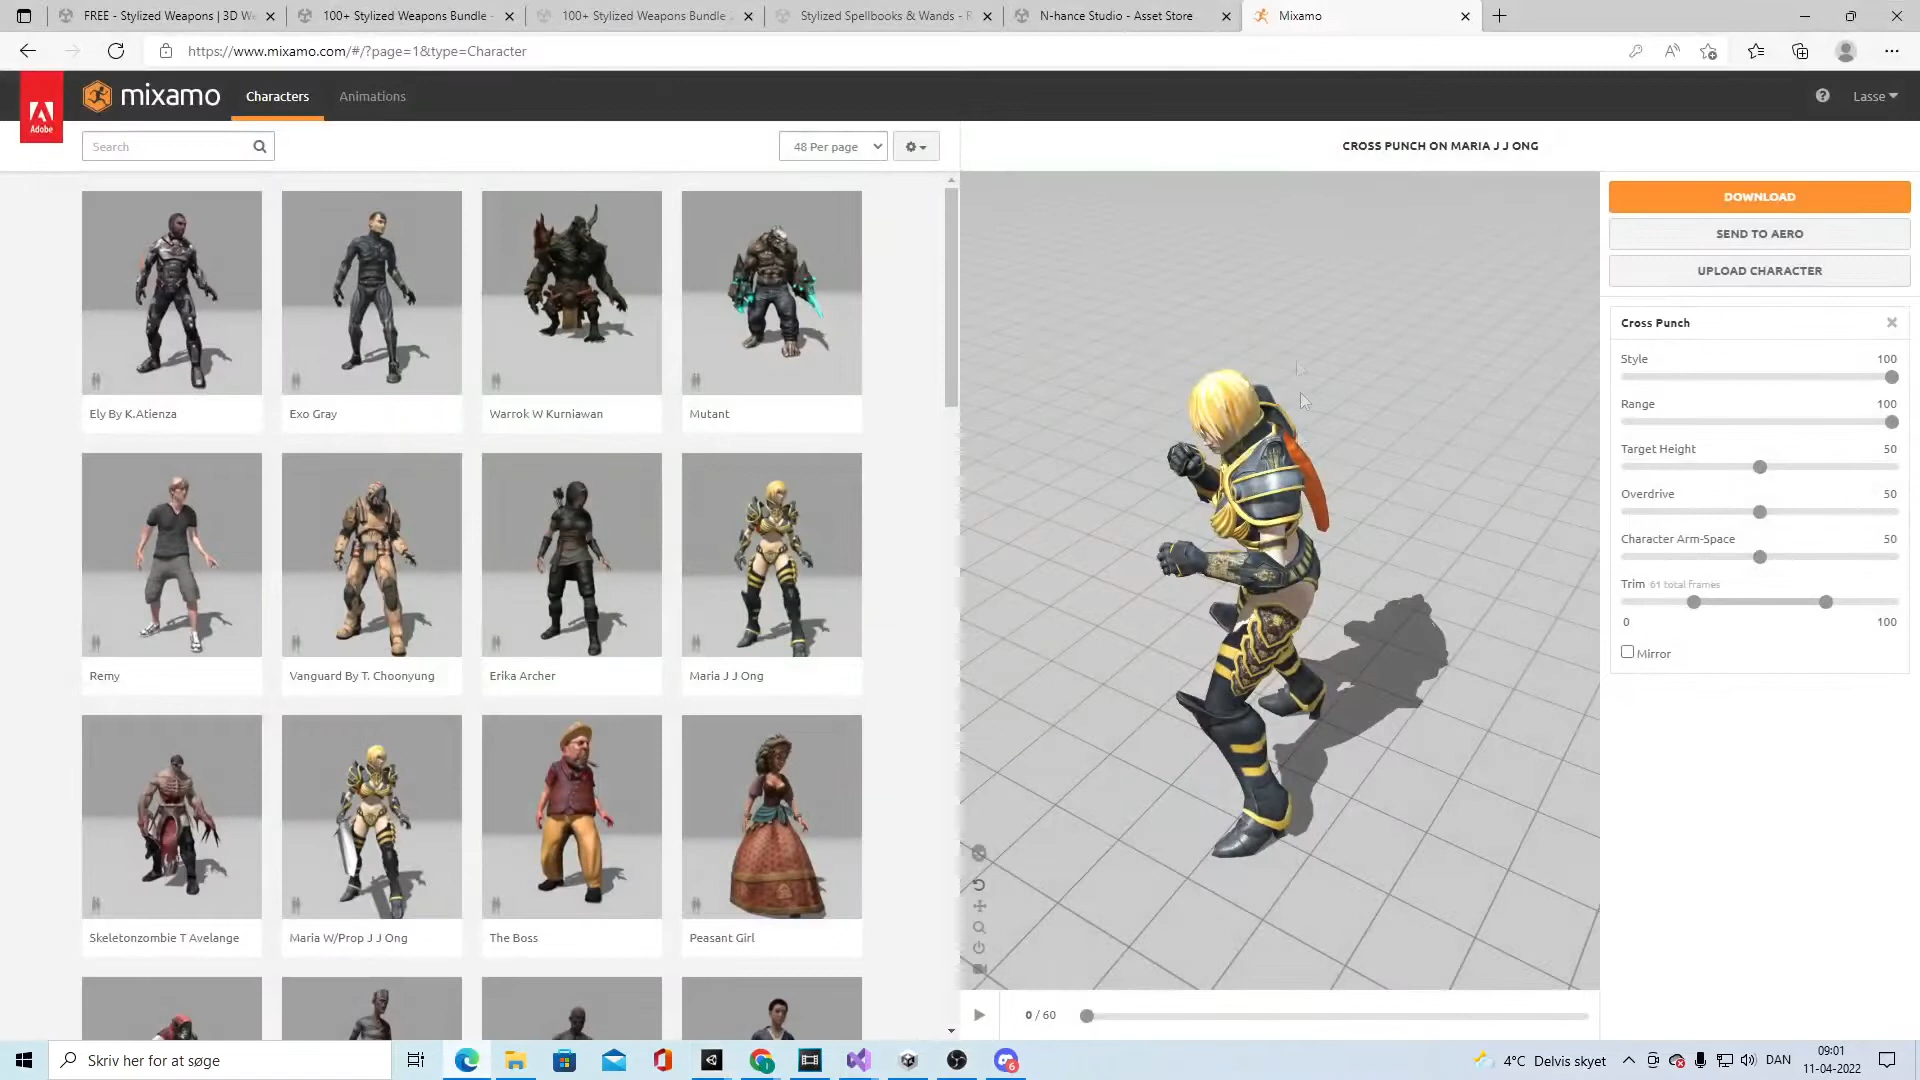 FREE - Stylized Weapons | 3D We
100+ Stylized Weapons Bundle -
100+ Stylized Weapons Bundle
Stylized Spellbooks & Wands - R
N-hance Studio - Asset Store
Mixamo
https://www.mixamo.com/#/?page=1&type=Character
Adobe
mixamo
Characters
Animations
Lasse
Search
48 Per page
CROSS PUNCH ON MARIA J J ONG
DOWNLOAD
SEND TO AERO
UPLOAD CHARACTER
Cross Punch
Style 100
Range 100
Target Height 50
Overdrive 50
Character Arm-Space 50
Trim 61 total frames
0 100
Mirror
Ely By K.Atienza
Exo Gray
Warrok W Kurniawan
Mutant
Remy
Vanguard By T. Choonyung
Erika Archer
Maria J J Ong
Skeletonzombie T Avelange
Maria W/Prop J J Ong
The Boss
Peasant Girl
0 / 60
Skriv her for at søge
6
4°C Delvis skyet
DAN
09:01
11-04-2022